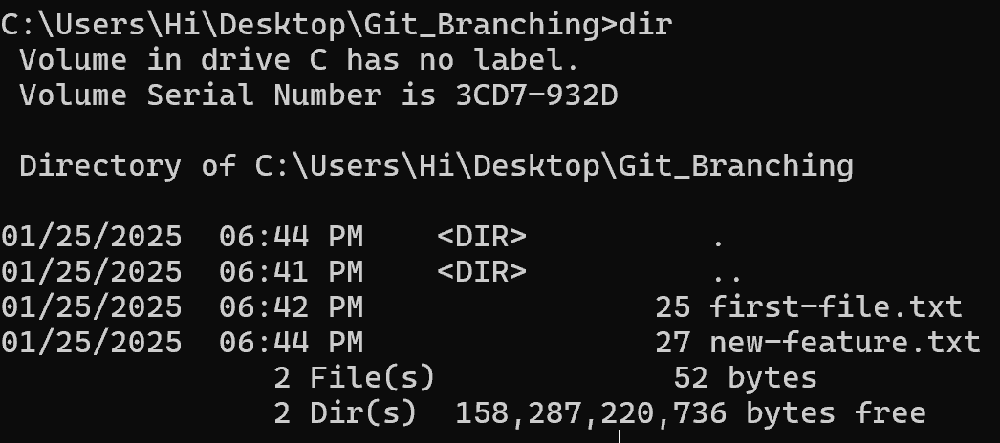 C:\Users\Hi\Desktop\Git_Branching>dir
 Volume in drive C has no label.
 Volume Serial Number is 3CD7-932D

 Directory of C:\Users\Hi\Desktop\Git_Branching

01/25/2025  06:44 PM    <DIR>          .
01/25/2025  06:41 PM    <DIR>          ..
01/25/2025  06:42 PM                25 first-file.txt
01/25/2025  06:44 PM                27 new-feature.txt
               2 File(s)             52 bytes
               2 Dir(s)  158,287,220,736 bytes free